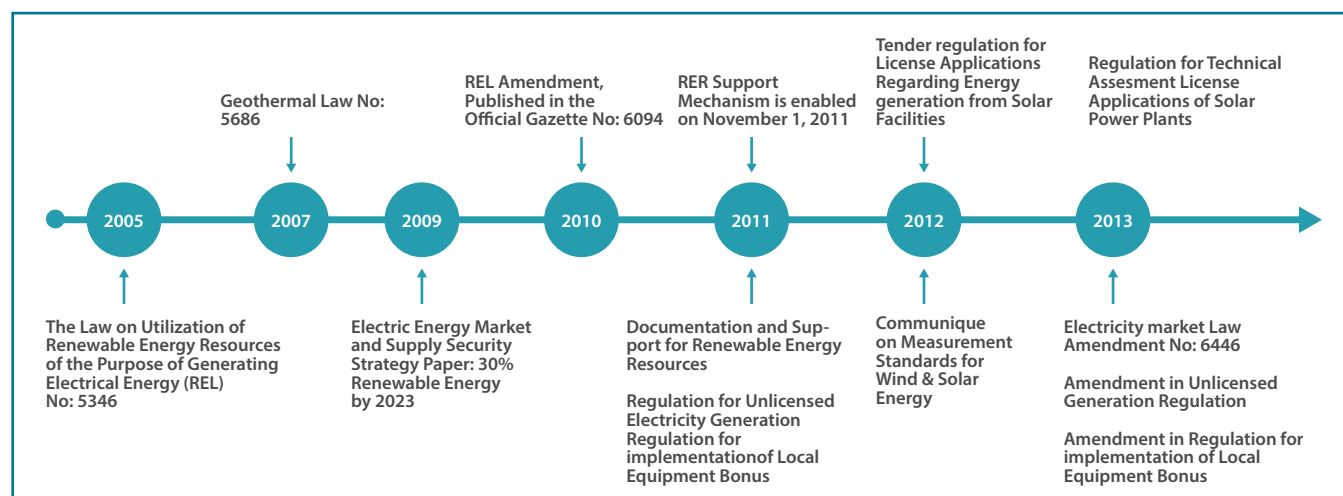 Geothermal Law No:
5686
REL Amendment,
Published in the
Official Gazette No: 6094
RER Support
Mechanism is enabled
on November 1, 2011
Tender regulation for
License Applications
Regarding Energy
generation from Solar
Facilities
Regulation for Technical
Assesment License
Applications of Solar
Power Plants
2005
2007
2009
2010
2011
2012
2013
The Law on Utilization of
Renewable Energy Resources
of the Purpose of Generating
Electrical Energy (REL)
No: 5346
Electric Energy Market
and Supply Security
Strategy Paper: 30%
Renewable Energy
by 2023
Documentation and Sup-
port for Renewable Energy
Resources
Regulation for Unlicensed
Electricity Generation
Regulation for
implementationof Local
Equipment Bonus
Communique
on Measurement
Standards for
Wind & Solar
Energy
Electricity market Law
Amendment No: 6446
Amendment in Unlicensed
Generation Regulation
Amendment in Regulation for
implementation of Local
Equipment Bonus